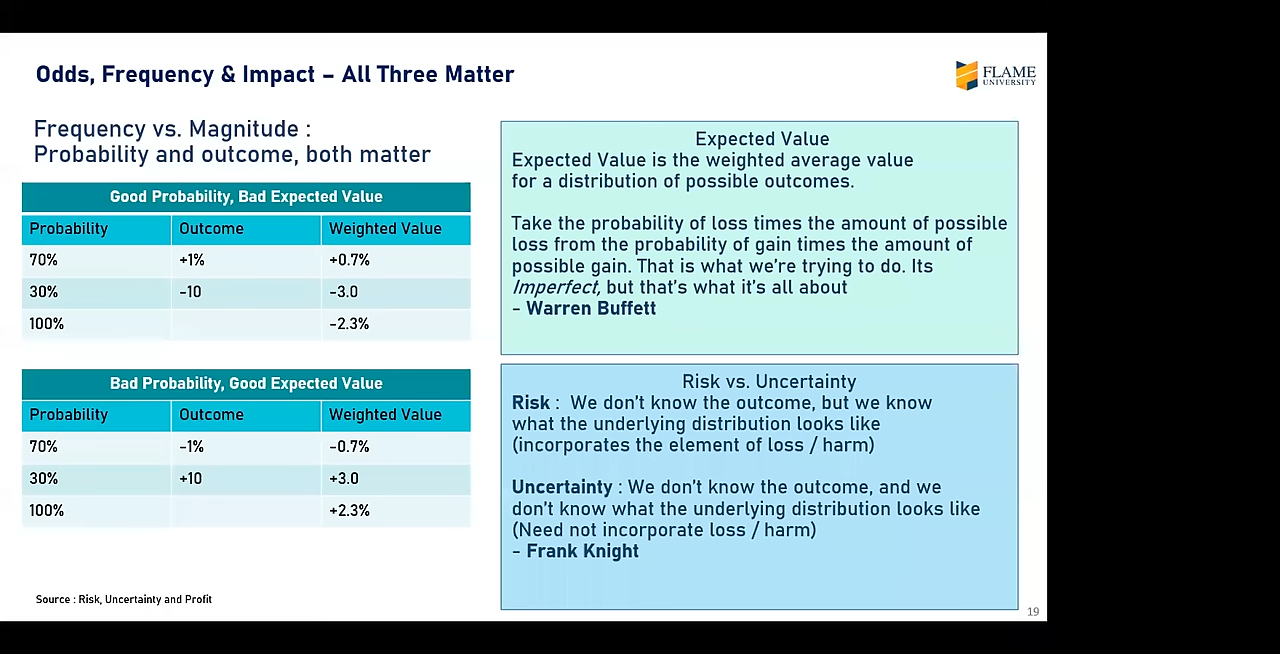 Odds, Frequency & Impact – All Three Matter
FLAME
UNIVERSITY
Frequency vs. Magnitude :
Probability and outcome, both matter
Good Probability, Bad Expected Value
Probability Outcome Weighted Value
70% +1% +0.7%
30% -10 -3.0
100% -2.3%
Bad Probability, Good Expected Value
Probability Outcome Weighted Value
70% -1% -0.7%
30% +10 +3.0
100% +2.3%
Source : Risk, Uncertainty and Profit
Expected Value
Expected Value is the weighted average value
for a distribution of possible outcomes.
Take the probability of loss times the amount of possible
loss from the probability of gain times the amount of
possible gain. That is what we're trying to do. Its
Imperfect, but that's what it's all about
- Warren Buffett
Risk vs. Uncertainty
Risk : We don't know the outcome, but we know
what the underlying distribution looks like
(incorporates the element of loss / harm)
Uncertainty : We don't know the outcome, and we
don't know what the underlying distribution looks like
(Need not incorporate loss / harm)
- Frank Knight
19